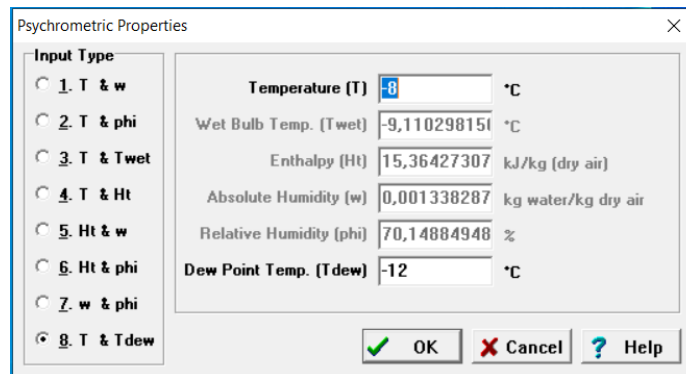 Psychrometric Properties
Input Type
1. T & w
2. T & phi
3. T & Twet
4. T & Ht
5. Ht & w
6. Ht & phi
7. w & phi
8. T & Tdew
Temperature (T) -8 °C
Wet Bulb Temp. (Twet) -9,11029815 °C
Enthalpy (Ht) 15,36427307 kJ/kg (dry air)
Absolute Humidity (w) 0,001338287 kg water/kg dry air
Relative Humidity (phi) 70,14884948 %
Dew Point Temp. (Tdew) -12 °C
OK Cancel Help